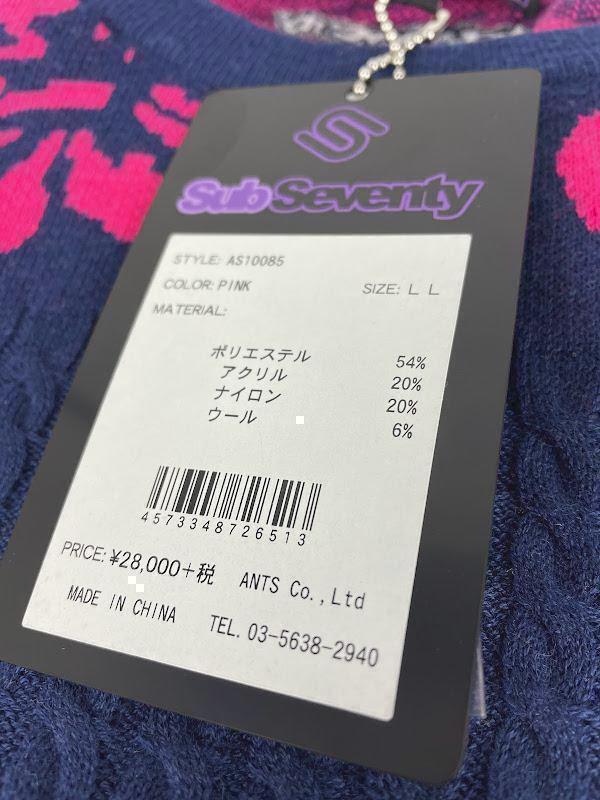 Sub Seventy
STYLE: AS10085
COLOR: PINK SIZE: L L
MATERIAL:
ポリエステル 54%
アクリル 20%
ナイロン 20%
ウール 6%
4573348726513
PRICE: ¥28,000+税 ANTS Co.,Ltd
MADE IN CHINA TEL. 03-5638-2940